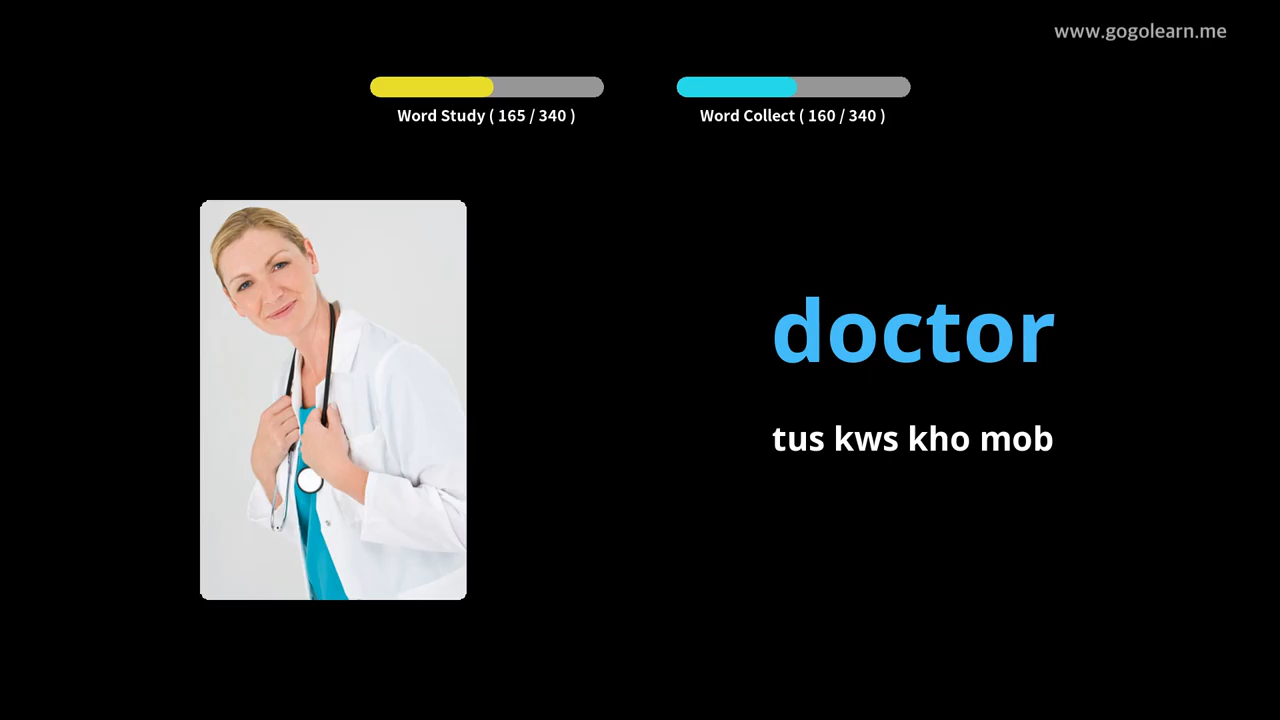 www.gogolearn.me
Word Study ( 165 / 340 )
Word Collect ( 160 / 340 )
doctor
tus kws kho mob